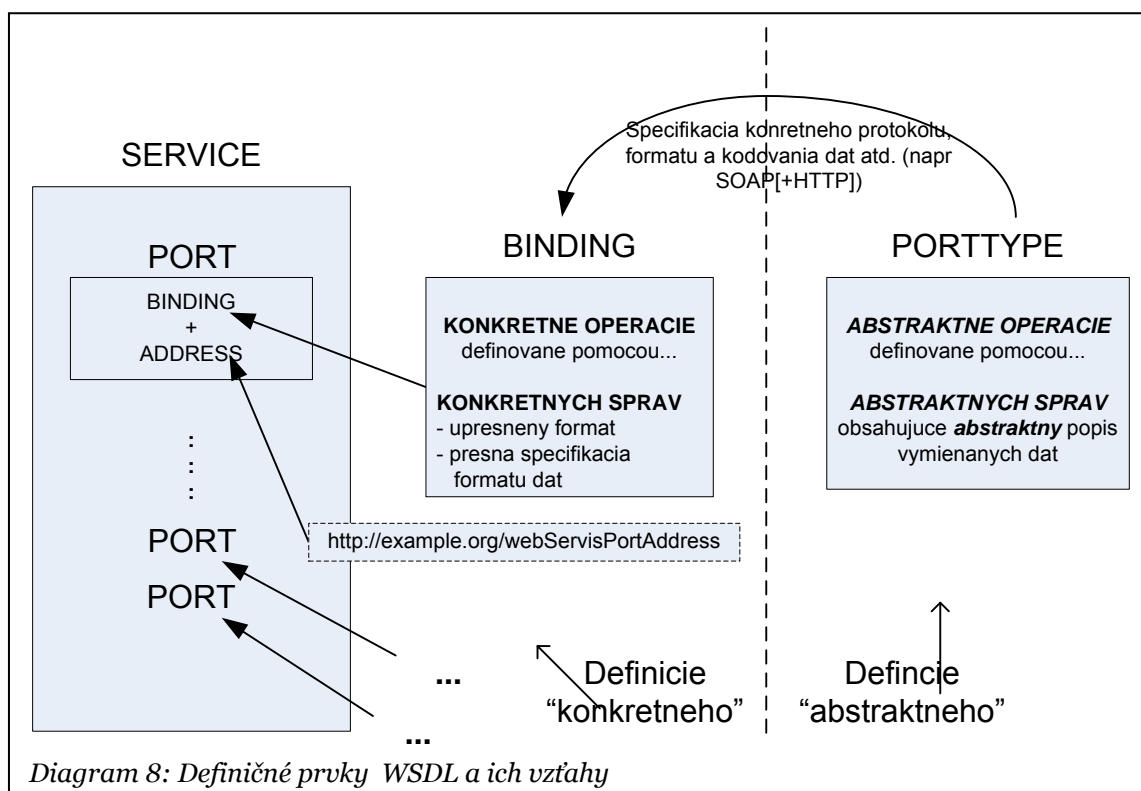 Specifikacia konretneho protokolu,
formatu a kodovania dat atd. (napr
SOAP[+HTTP])
SERVICE
PORT
BINDING
+
ADDRESS
:
:
PORT
PORT
BINDING
KONKRETNE OPERACIE
definovane pomocou...
KONKRETNYCH SPRAV
- upresneny format
- presna specifikacia
formatu dat
PORTTYPE
ABSTRAKTNE OPERACIE
definovane pomocou...
ABSTRAKTNYCH SPRAV
obsahujuce abstraktny popis
vymienanych dat
http://example.org/webServisPortAddress
...
...
Definicie
“konkretneho”
Defincie
“abstraktneho”
Diagram 8: Definičné prvky WSDL a ich vzťahy